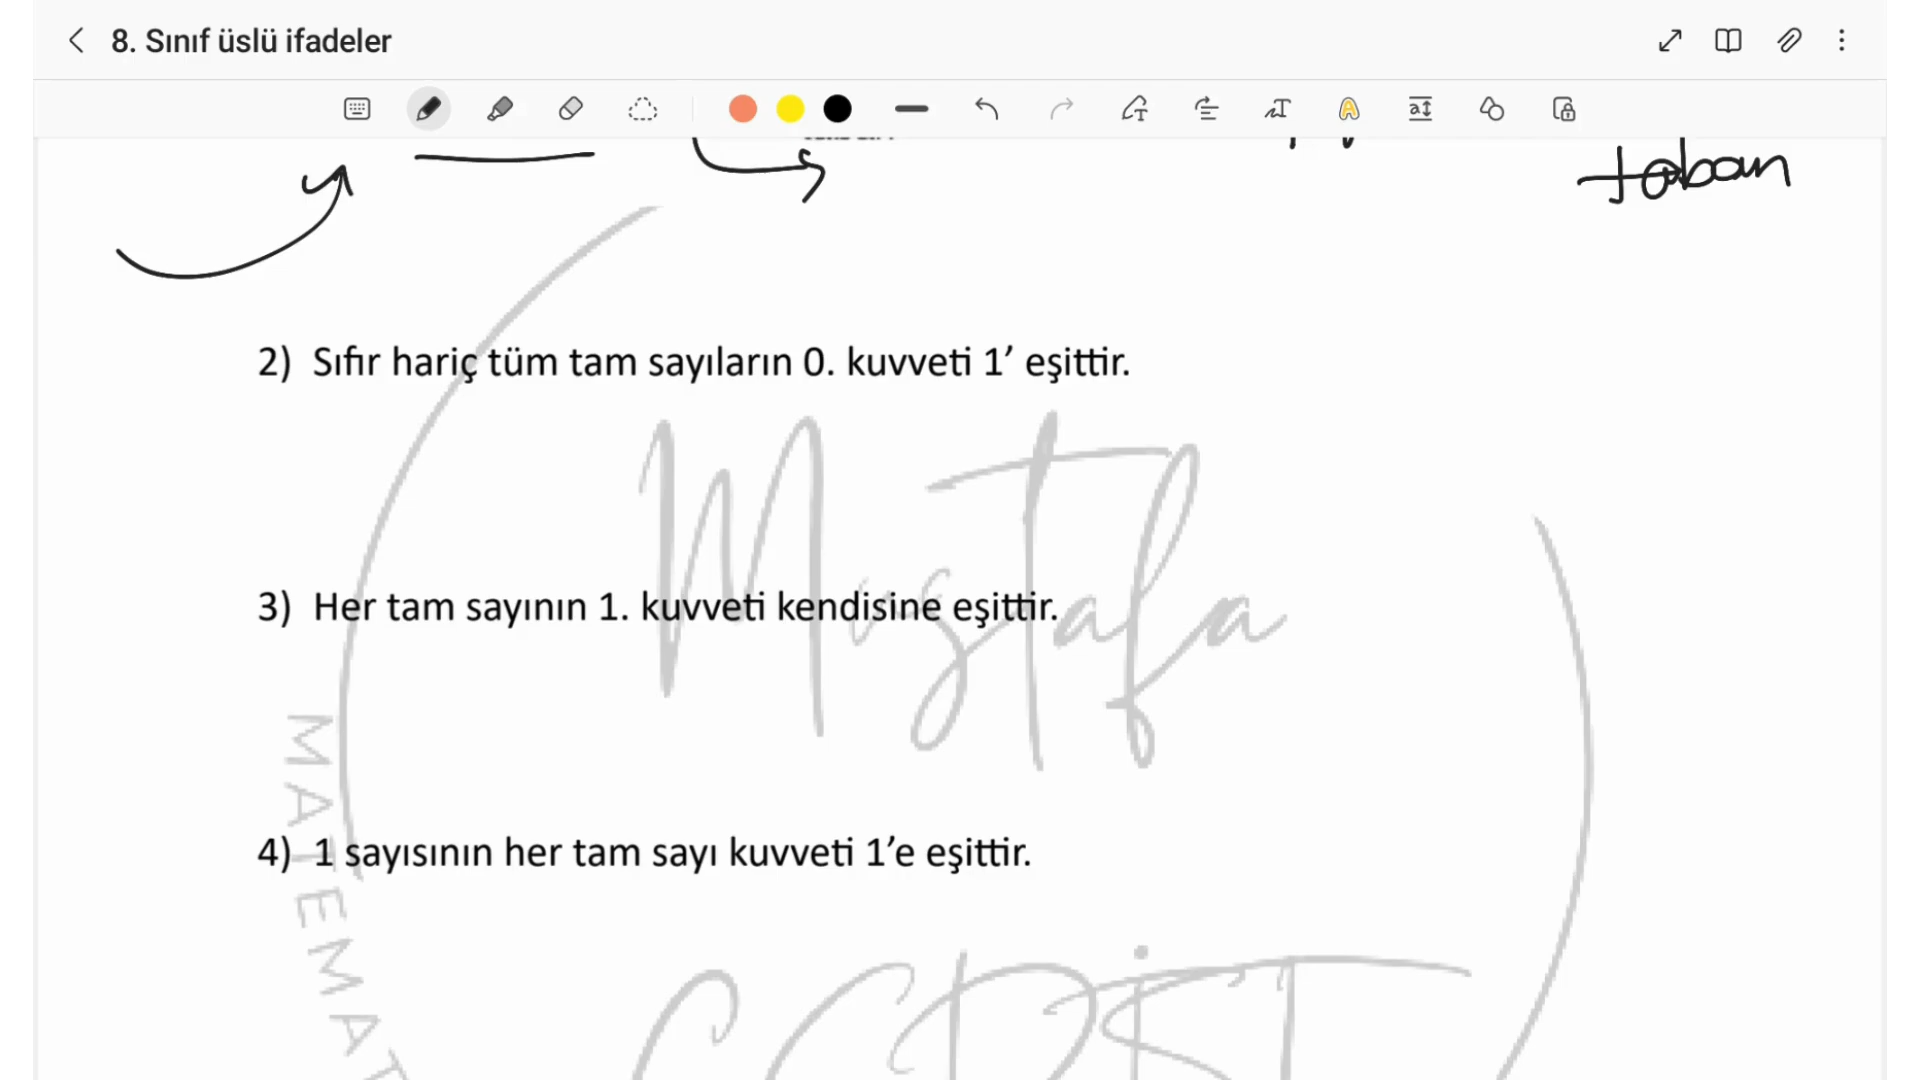 8. Sınıf üslü ifadeler
taban
2) Sıfır hariç tüm tam sayıların 0. kuvveti 1’ eşittir.
Mustafa
3) Her tam sayının 1. kuvveti kendisine eşittir.
4) 1 sayısının her tam sayı kuvveti 1’e eşittir.
MATEMAT